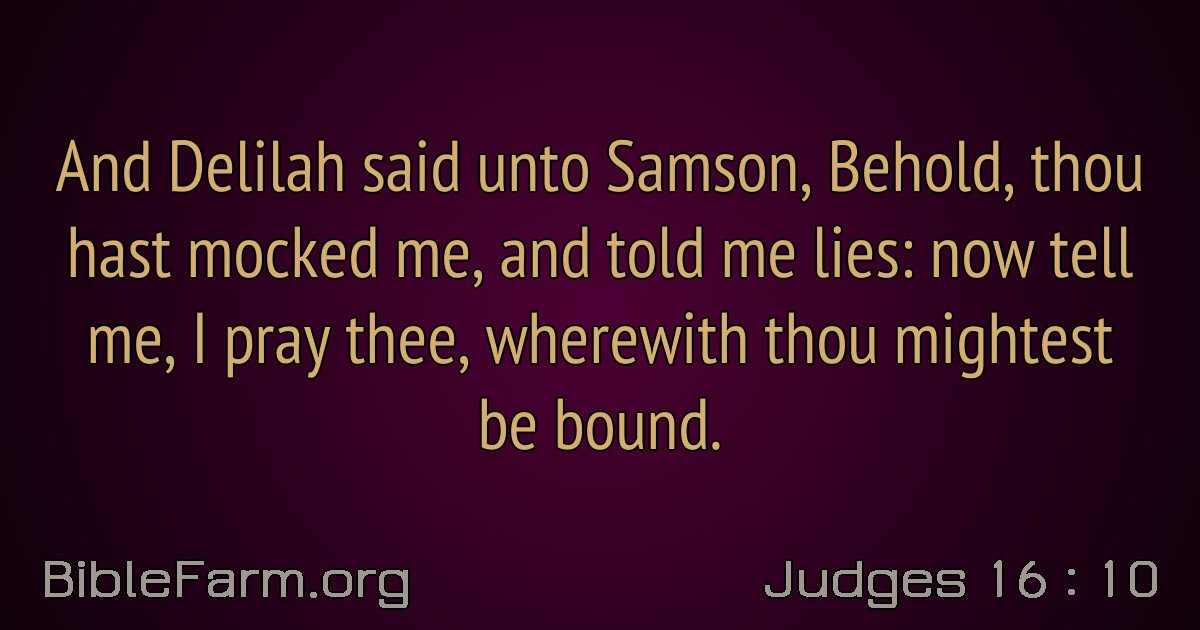 And Delilah said unto Samson, Behold, thou
hast mocked me, and told me lies: now tell
me, I pray thee, wherewith thou mightest
be bound.
BibleFarm.org
Judges 16 : 10